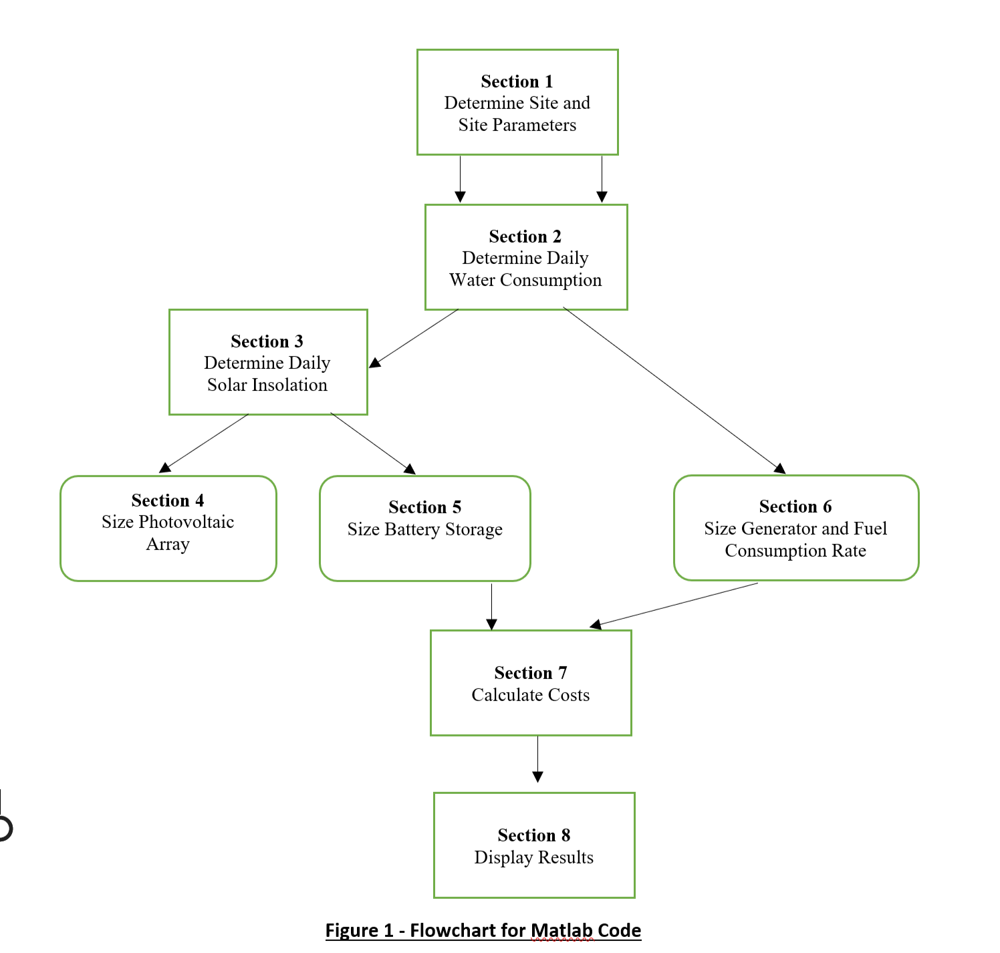 Section 1
Determine Site and
Site Parameters
Section 2
Determine Daily
Water Consumption
Section 3
Determine Daily
Solar Insolation
Section 4
Size Photovoltaic
Array
Section 5
Size Battery Storage
Section 6
Size Generator and Fuel
Consumption Rate
Section 7
Calculate Costs
Section 8
Display Results
Figure 1 - Flowchart for Matlab Code